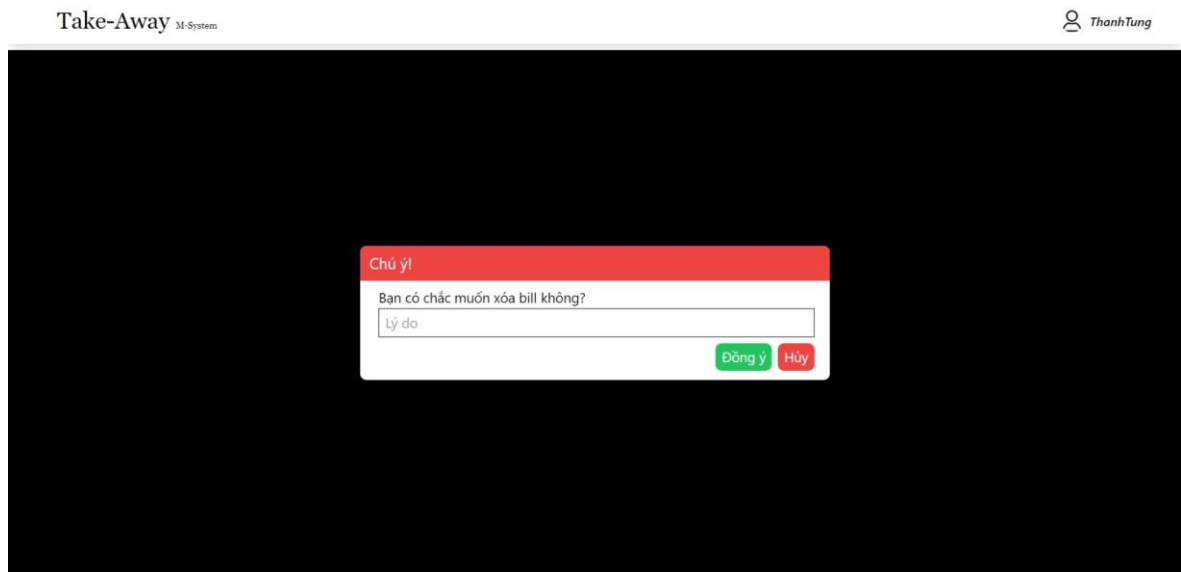 Take-Away M-System
ThanhTung
Chú ý!
Bạn có chắc muốn xóa bill không?
Lý do
Đồng ý Hủy